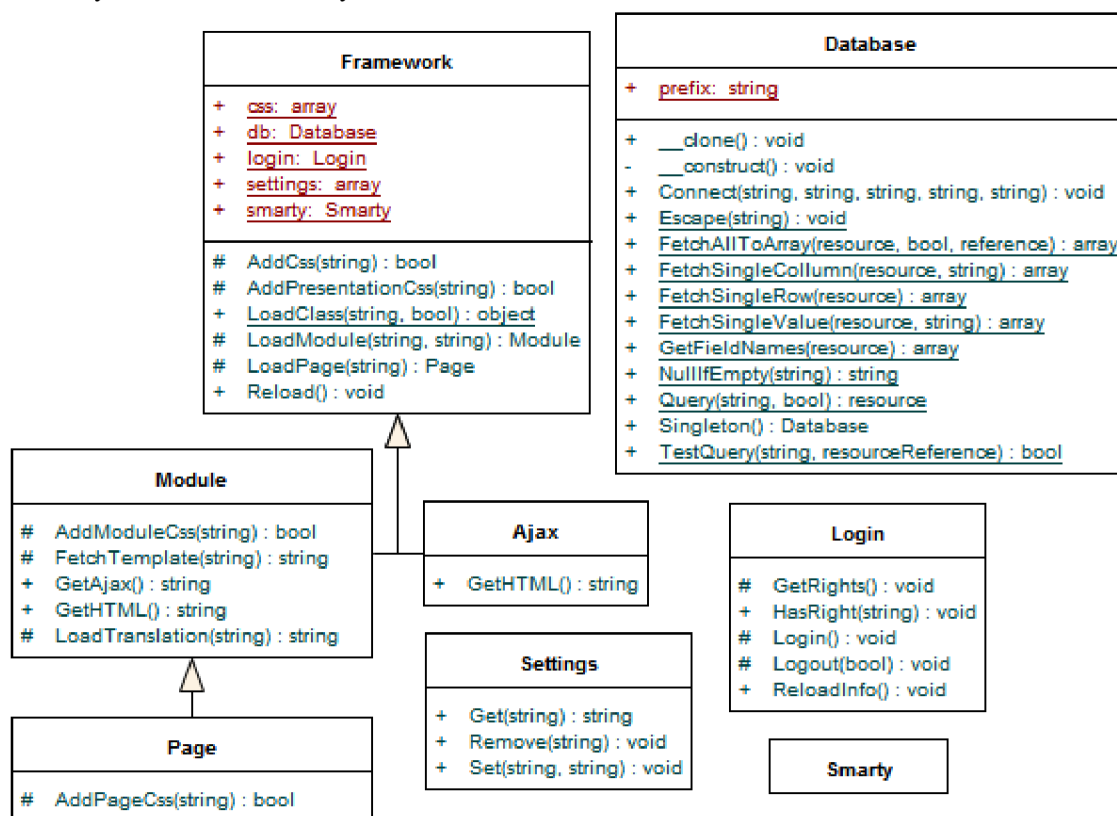 Framework
+ css: array
+ db: Database
+ login: Login
+ settings: array
+ smarty: Smarty
# AddCss(string) : bool
# AddPresentationCss(string) : bool
+ LoadClass(string, bool) : object
# LoadModule(string, string) : Module
# LoadPage(string) : Page
+ Reload() : void
Database
+ prefix: string
+ __clone() : void
- __construct() : void
+ Connect(string, string, string, string, string) : void
+ Escape(string) : void
+ FetchAllToArray(resource, bool, reference) : array
+ FetchSingleCollumn(resource, string) : array
+ FetchSingleRow(resource) : array
+ FetchSingleValue(resource, string) : array
+ GetFieldNames(resource) : array
+ NullIfEmpty(string) : string
+ Query(string, bool) : resource
+ Singleton() : Database
+ TestQuery(string, resourceReference) : bool
Module
# AddModuleCss(string) : bool
# FetchTemplate(string) : string
+ GetAjax() : string
+ GetHTML() : string
# LoadTranslation(string) : string
Ajax
+ GetHTML() : string
Login
# GetRights() : void
+ HasRight(string) : void
# Login() : void
# Logout(bool) : void
+ ReloadInfo() : void
Settings
+ Get(string) : string
+ Remove(string) : void
+ Set(string, string) : void
Page
# AddPageCss(string) : bool
Smarty